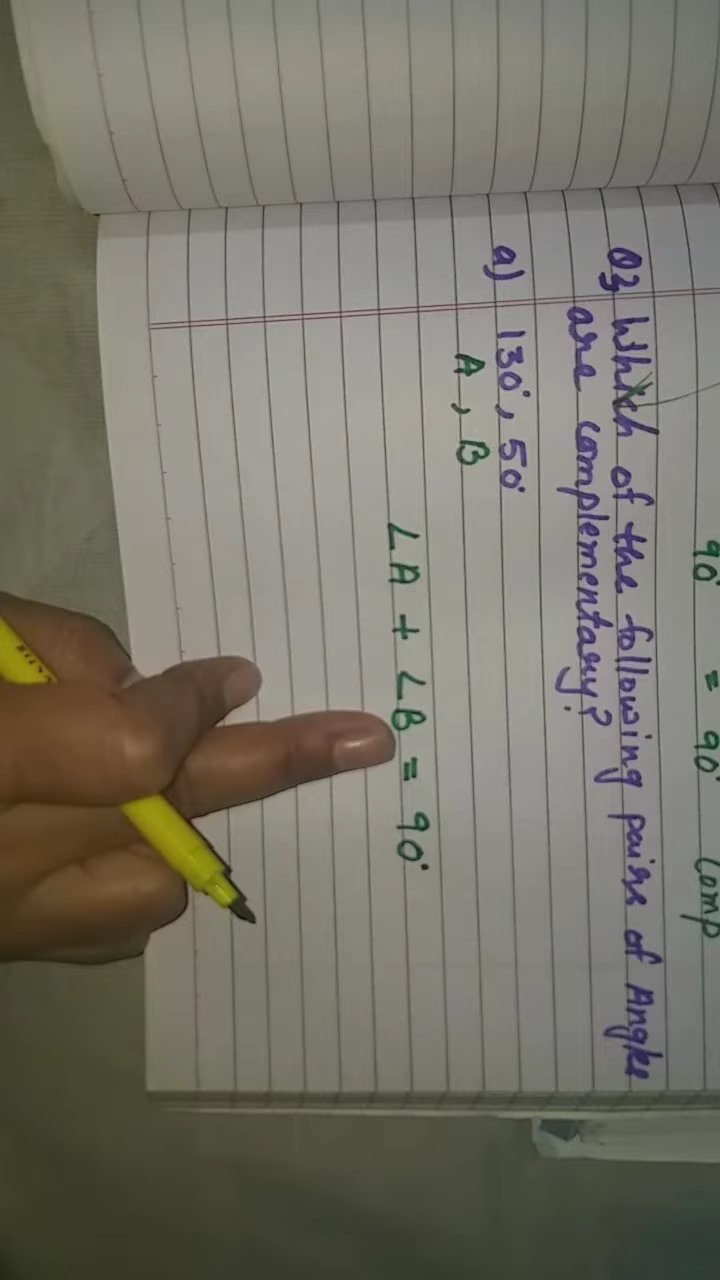 90° = 90° Comp
Q3 Which of the following pairs of Angles
are complementary?
a) 130°, 50°
A , B
∠A + ∠B = 90°